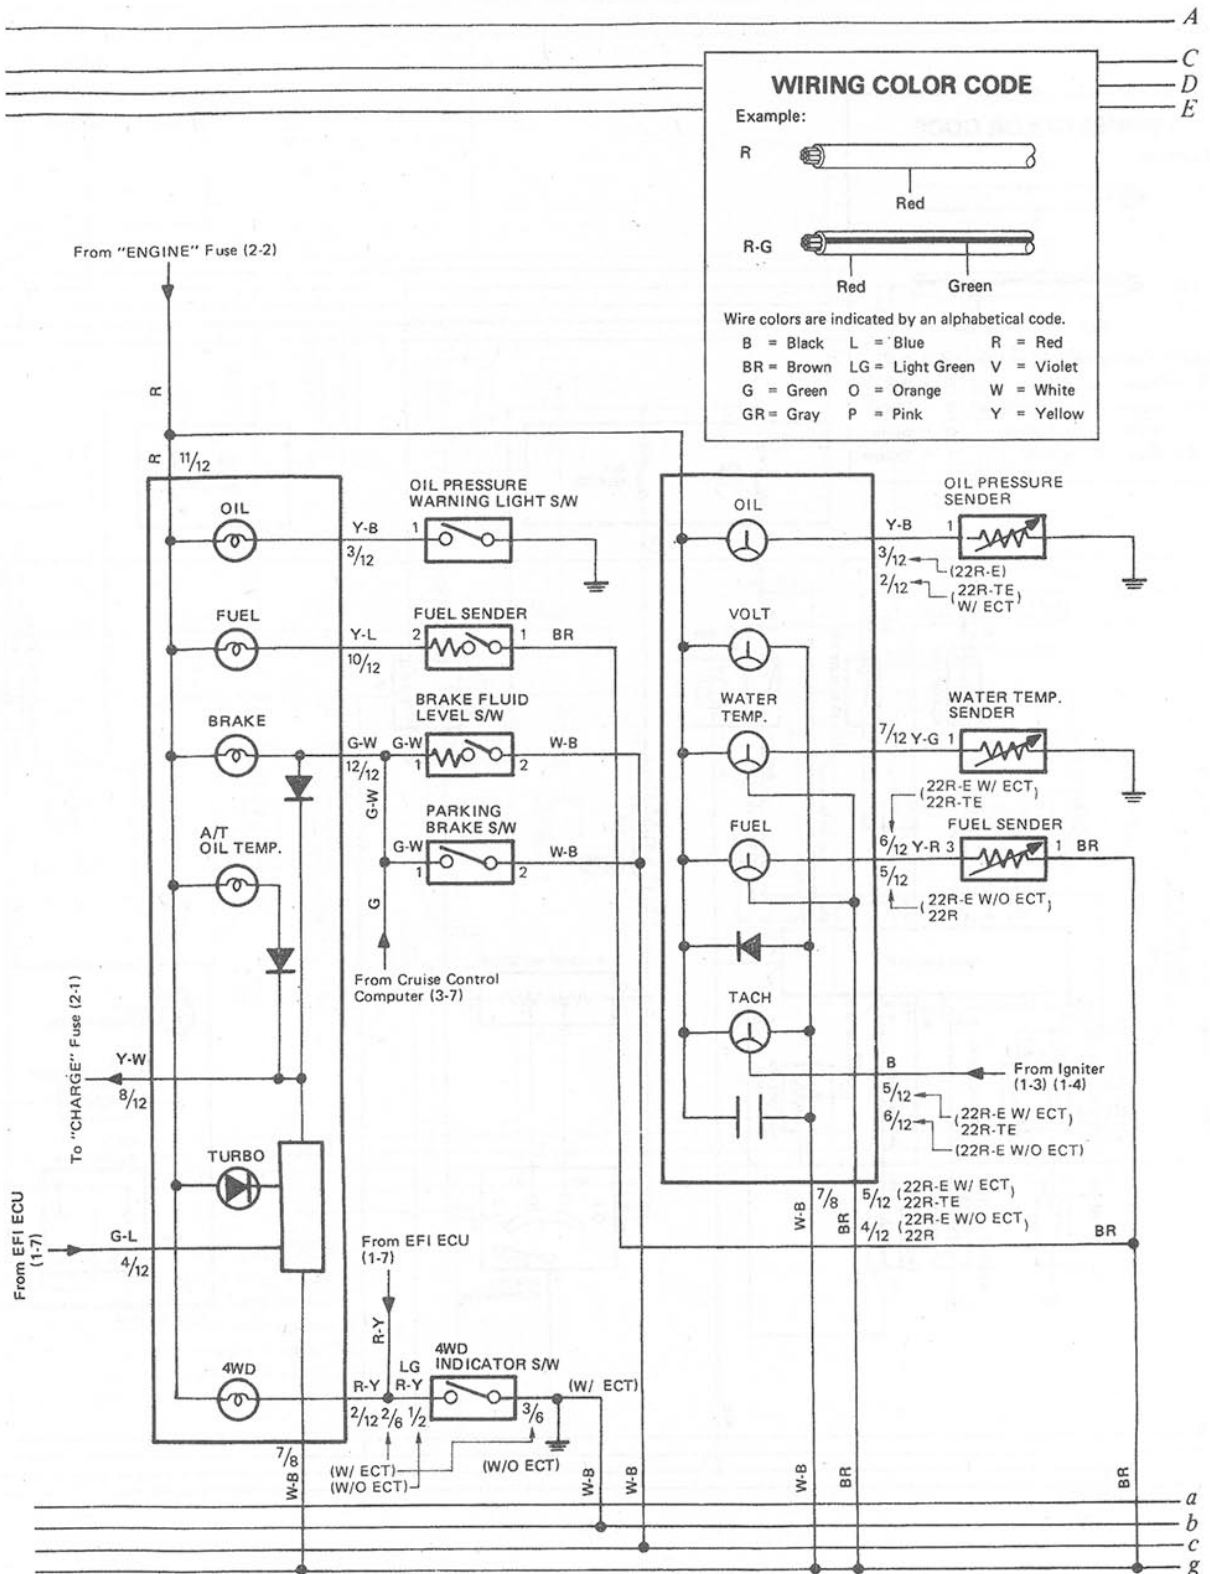 A
C
D
E
WIRING COLOR CODE
Example:
R
Red
R-G
Red Green
Wire colors are indicated by an alphabetical code.
B = Black L = Blue R = Red
BR = Brown LG = Light Green V = Violet
G = Green O = Orange W = White
GR = Gray P = Pink Y = Yellow
From "ENGINE" Fuse (2-2)
R
R
11/12
OIL
Y-B
3/12
OIL PRESSURE
WARNING LIGHT S/W
1
FUEL
Y-L
10/12
FUEL SENDER
2
1
BR
BRAKE
G-W
12/12
G-W
BRAKE FLUID
LEVEL S/W
1
2
W-B
G-W
PARKING
BRAKE S/W
G-W
1
2
W-B
A/T
OIL TEMP.
G
From Cruise Control
Computer (3-7)
To "CHARGE" Fuse (2-1)
Y-W
8/12
TURBO
From EFI ECU
(1-7)
G-L
4/12
From EFI ECU
(1-7)
R-Y
4WD
R-Y
2/12
2/6
LG
R-Y
1/2
4WD
INDICATOR S/W
3/6
(W/ ECT)
(W/O ECT)
(W/ ECT)
(W/O ECT)
7/8
W-B
W-B
W-B
OIL
Y-B
3/12
(22R-E)
2/12
(22R-TE
W/ ECT)
OIL PRESSURE
SENDER
1
VOLT
WATER
TEMP.
7/12 Y-G 1
WATER TEMP.
SENDER
(22R-E W/ ECT)
22R-TE
FUEL
6/12 Y-R 3
FUEL SENDER
1 BR
5/12
(22R-E W/O ECT)
22R
TACH
B
From Igniter
(1-3) (1-4)
5/12
(22R-E W/ ECT)
22R-TE
6/12
(22R-E W/O ECT)
7/8
W-B
BR
5/12 (22R-E W/ ECT)
22R-TE
4/12 (22R-E W/O ECT)
22R
BR
W-B
BR
BR
a
b
c
g